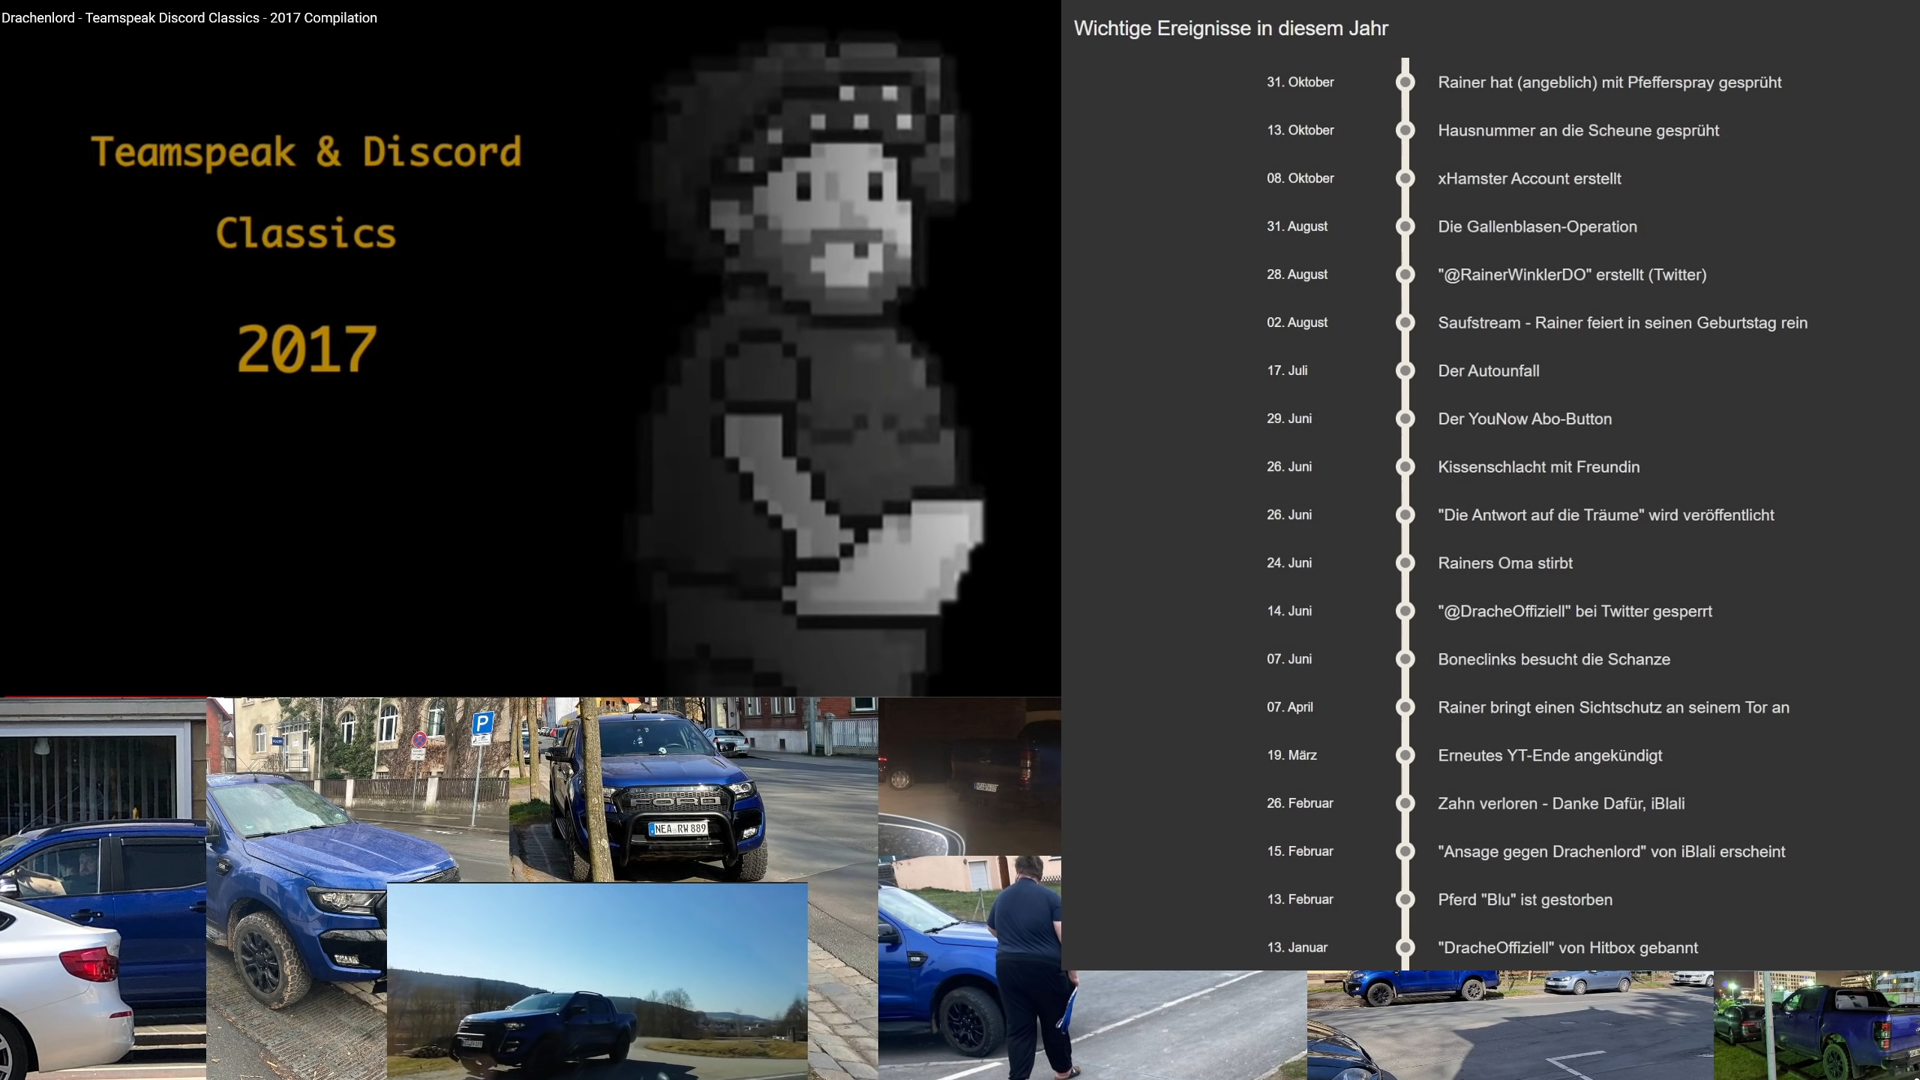 Drachenlord - Teamspeak Discord Classics - 2017 Compilation
Teamspeak & Discord
Classics
2017
Wichtige Ereignisse in diesem Jahr
31. Oktober Rainer hat (angeblich) mit Pfefferspray gesprüht
13. Oktober Hausnummer an die Scheune gesprüht
08. Oktober xHamster Account erstellt
31. August Die Gallenblasen-Operation
28. August "@RainerWinklerDO" erstellt (Twitter)
02. August Saufstream - Rainer feiert in seinen Geburtstag rein
17. Juli Der Autounfall
29. Juni Der YouNow Abo-Button
26. Juni Kissenschlacht mit Freundin
26. Juni "Die Antwort auf die Träume" wird veröffentlicht
24. Juni Rainers Oma stirbt
14. Juni "@DracheOffiziell" bei Twitter gesperrt
07. Juni Boneclinks besucht die Schanze
07. April Rainer bringt einen Sichtschutz an seinem Tor an
19. März Erneutes YT-Ende angekündigt
26. Februar Zahn verloren - Danke Dafür, iBlali
15. Februar "Ansage gegen Drachenlord" von iBlali erscheint
13. Februar Pferd "Blu" ist gestorben
13. Januar "DracheOffiziell" von Hitbox gebannt
P
FORD
NEA RW 889